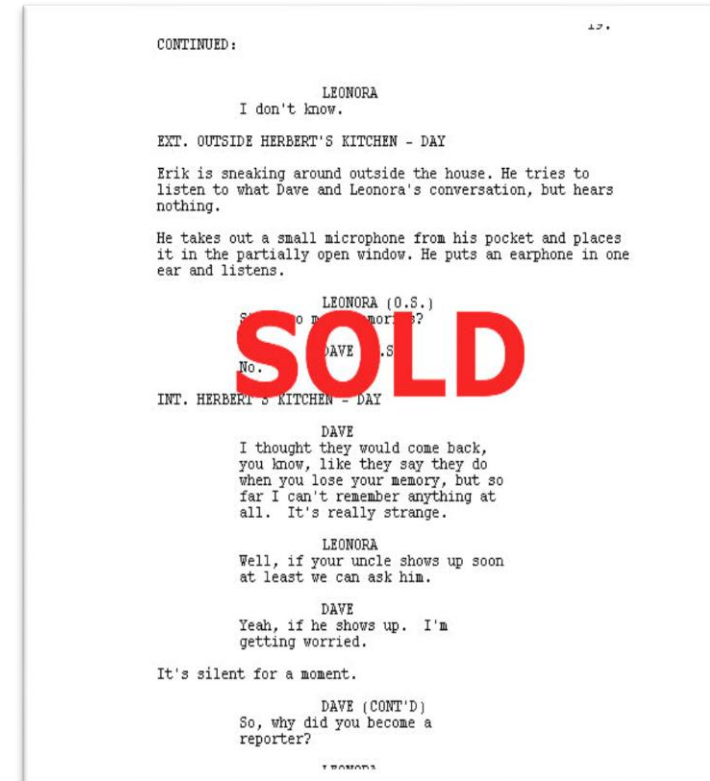 19.
CONTINUED:
LEONORA
I don't know.
EXT. OUTSIDE HERBERT'S KITCHEN - DAY
Erik is sneaking around outside the house. He tries to
listen to what Dave and Leonora's conversation, but hears
nothing.
He takes out a small microphone from his pocket and places
it in the partially open window. He puts an earphone in one
ear and listens.
LEONORA (O.S.)
SOLD
DAVE
No.
INT. HERBERT'S KITCHEN - DAY
DAVE
I thought they would come back,
you know, like they say they do
when you lose your memory, but so
far I can't remember anything at
all. It's really strange.
LEONORA
Well, if your uncle shows up soon
at least we can ask him.
DAVE
Yeah, if he shows up. I'm
getting worried.
It's silent for a moment.
DAVE (CONT'D)
So, why did you become a
reporter?
LEONORA